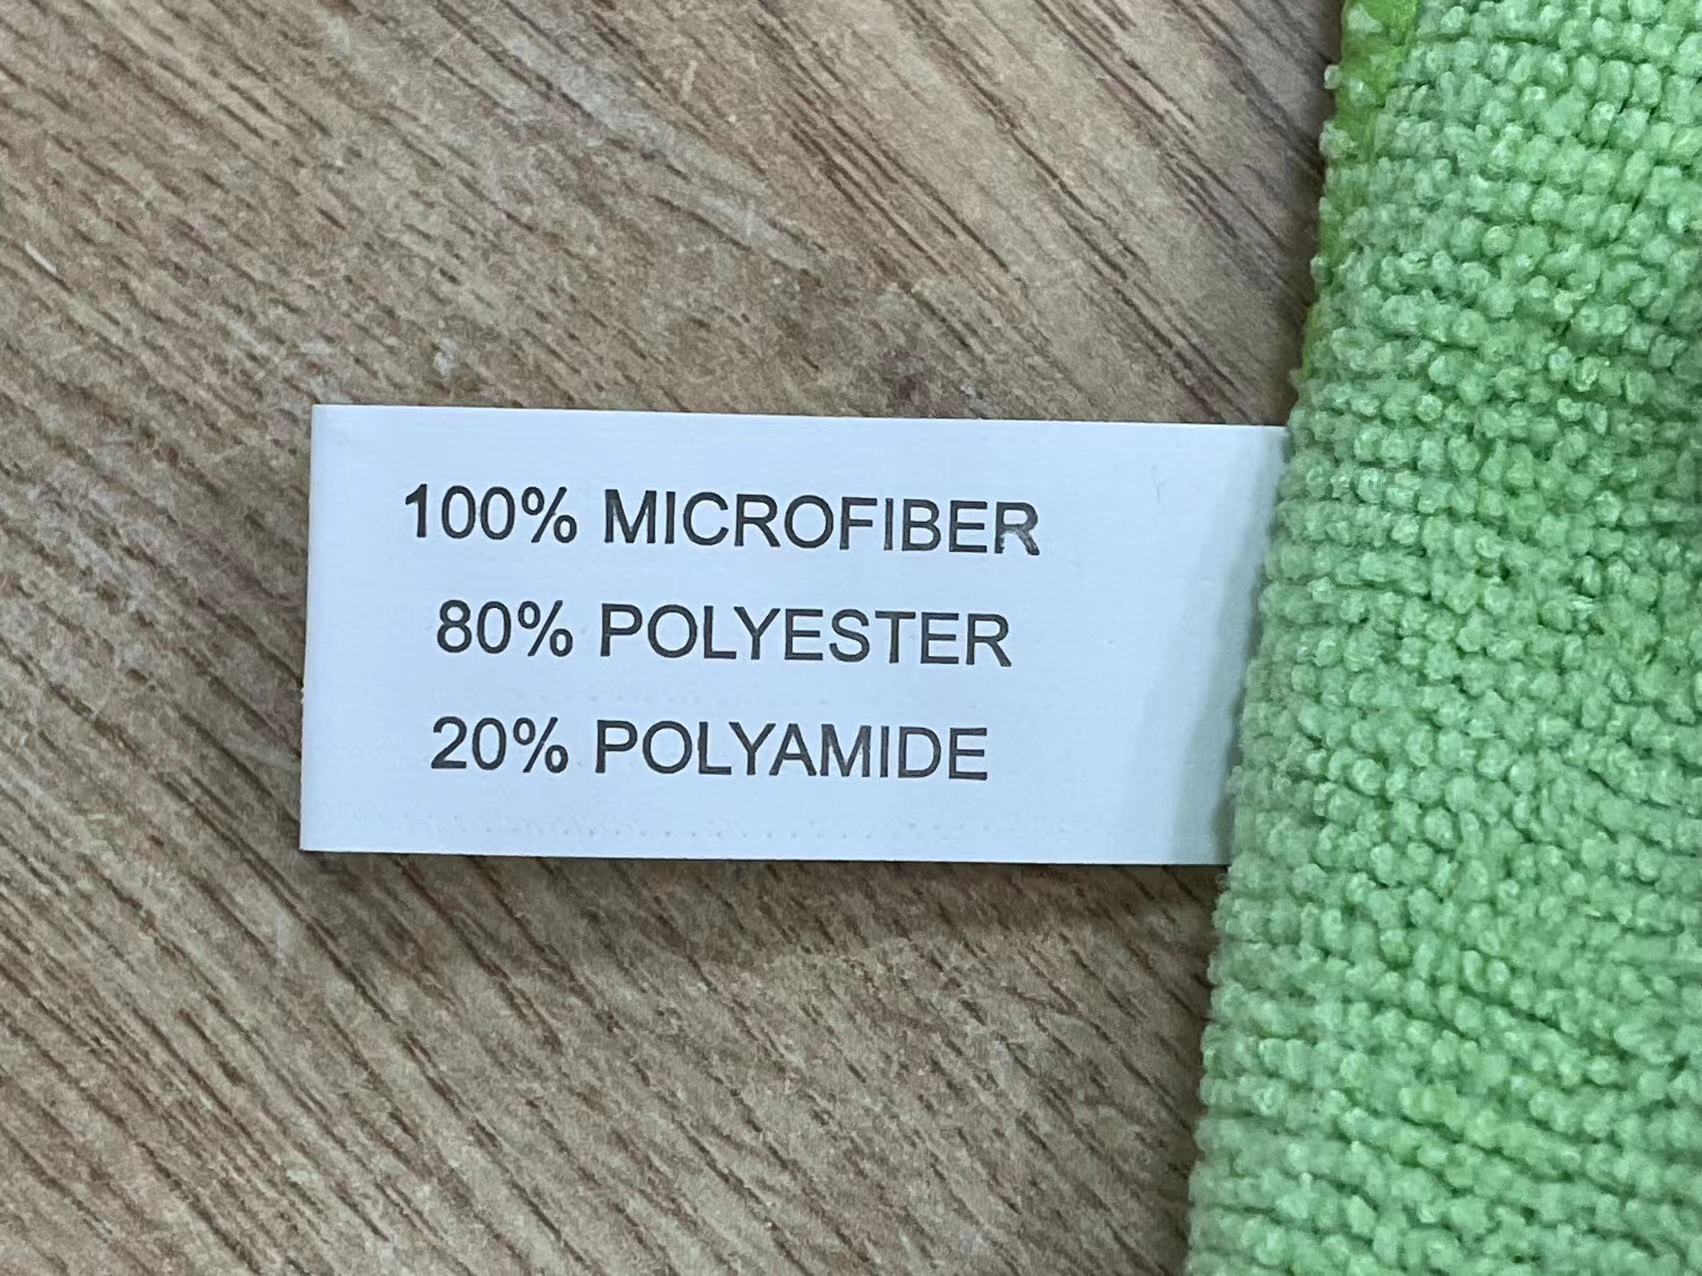 100% MICROFIBER
80% POLYESTER
20% POLYAMIDE